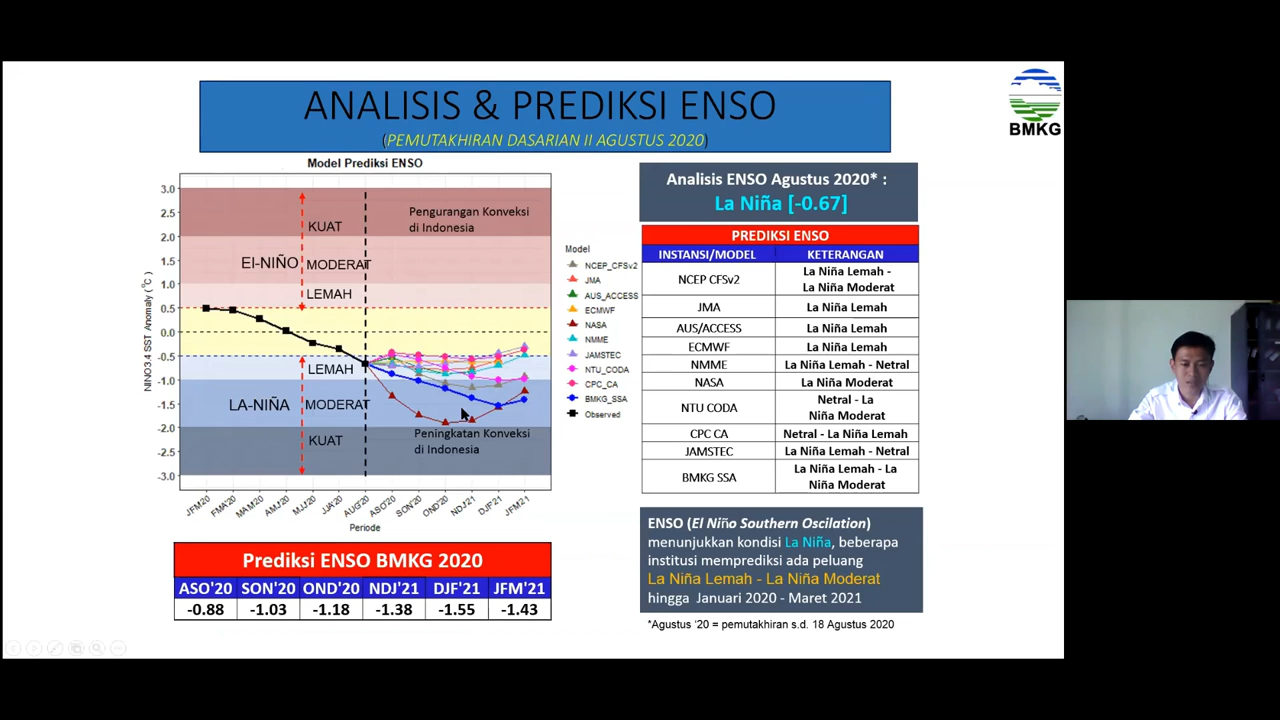 ANALISIS & PREDIKSI ENSO
(PEMUTAKHIRAN DASARIAN II AGUSTUS 2020)
BMKG
Model Prediksi ENSO
NINO3.4 SST Anomaly (°C)
3.0
2.5
2.0
1.5
1.0
0.5
0.0
-0.5
-1.0
-1.5
-2.0
-2.5
-3.0
KUAT
EI-NIÑO
MODERAT
LEMAH
Pengurangan Konveksi
di Indonesia
LEMAH
LA-NIÑA
MODERAT
KUAT
Peningkatan Konveksi
di Indonesia
JFM'20
FMA'20
MAM'20
AMJ'20
MJJ'20
JJA'20
AUG'20
ASO'20
SON'20
OND'20
NDJ'21
DJF'21
JFM'21
Periode
Model
NCEP_CFSv2
JMA
AUS_ACCESS
ECMWF
NASA
NMME
JAMSTEC
NTU_CODA
CPC_CA
BMKG_SSA
Observed
Prediksi ENSO BMKG 2020
ASO'20 SON'20 OND'20 NDJ'21 DJF'21 JFM'21
-0.88 -1.03 -1.18 -1.38 -1.55 -1.43
Analisis ENSO Agustus 2020* :
La Niña [-0.67]
PREDIKSI ENSO
INSTANSI/MODEL KETERANGAN
NCEP CFSv2 La Niña Lemah -
La Niña Moderat
JMA La Niña Lemah
AUS/ACCESS La Niña Lemah
ECMWF La Niña Lemah
NMME La Niña Lemah - Netral
NASA La Niña Moderat
NTU CODA Netral - La
Niña Moderat
CPC CA Netral - La Niña Lemah
JAMSTEC La Niña Lemah - Netral
BMKG SSA La Niña Lemah - La
Niña Moderat
ENSO (El Niño Southern Oscilation)
menunjukkan kondisi La Niña, beberapa
institusi memprediksi ada peluang
La Niña Lemah - La Niña Moderat
hingga Januari 2020 - Maret 2021
*Agustus '20 = pemutakhiran s.d. 18 Agustus 2020